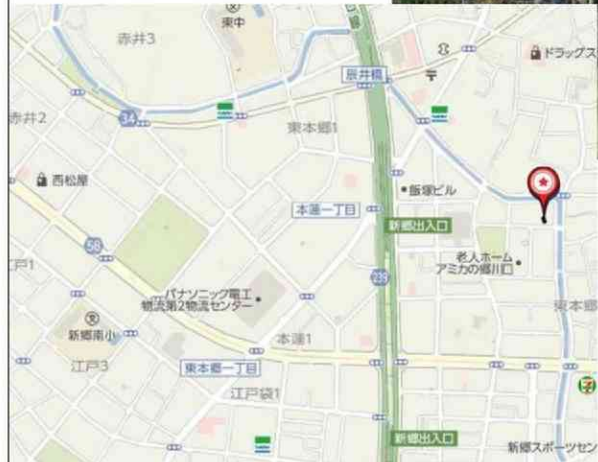 東中
赤井3
ドラッグス
辰井橋
34
赤井2
東本郷1
西松屋
飯塚ビル
本蓮一丁目
新郷出入口
58
老人ホーム
アミカの郷川口
戸1
239
パナソニック電工
物流第2物流センター
東本郷
新郷南小
本蓮1
江戸3
東本郷一丁目
江戸袋1
新郷出入口
新郷スポーツセン